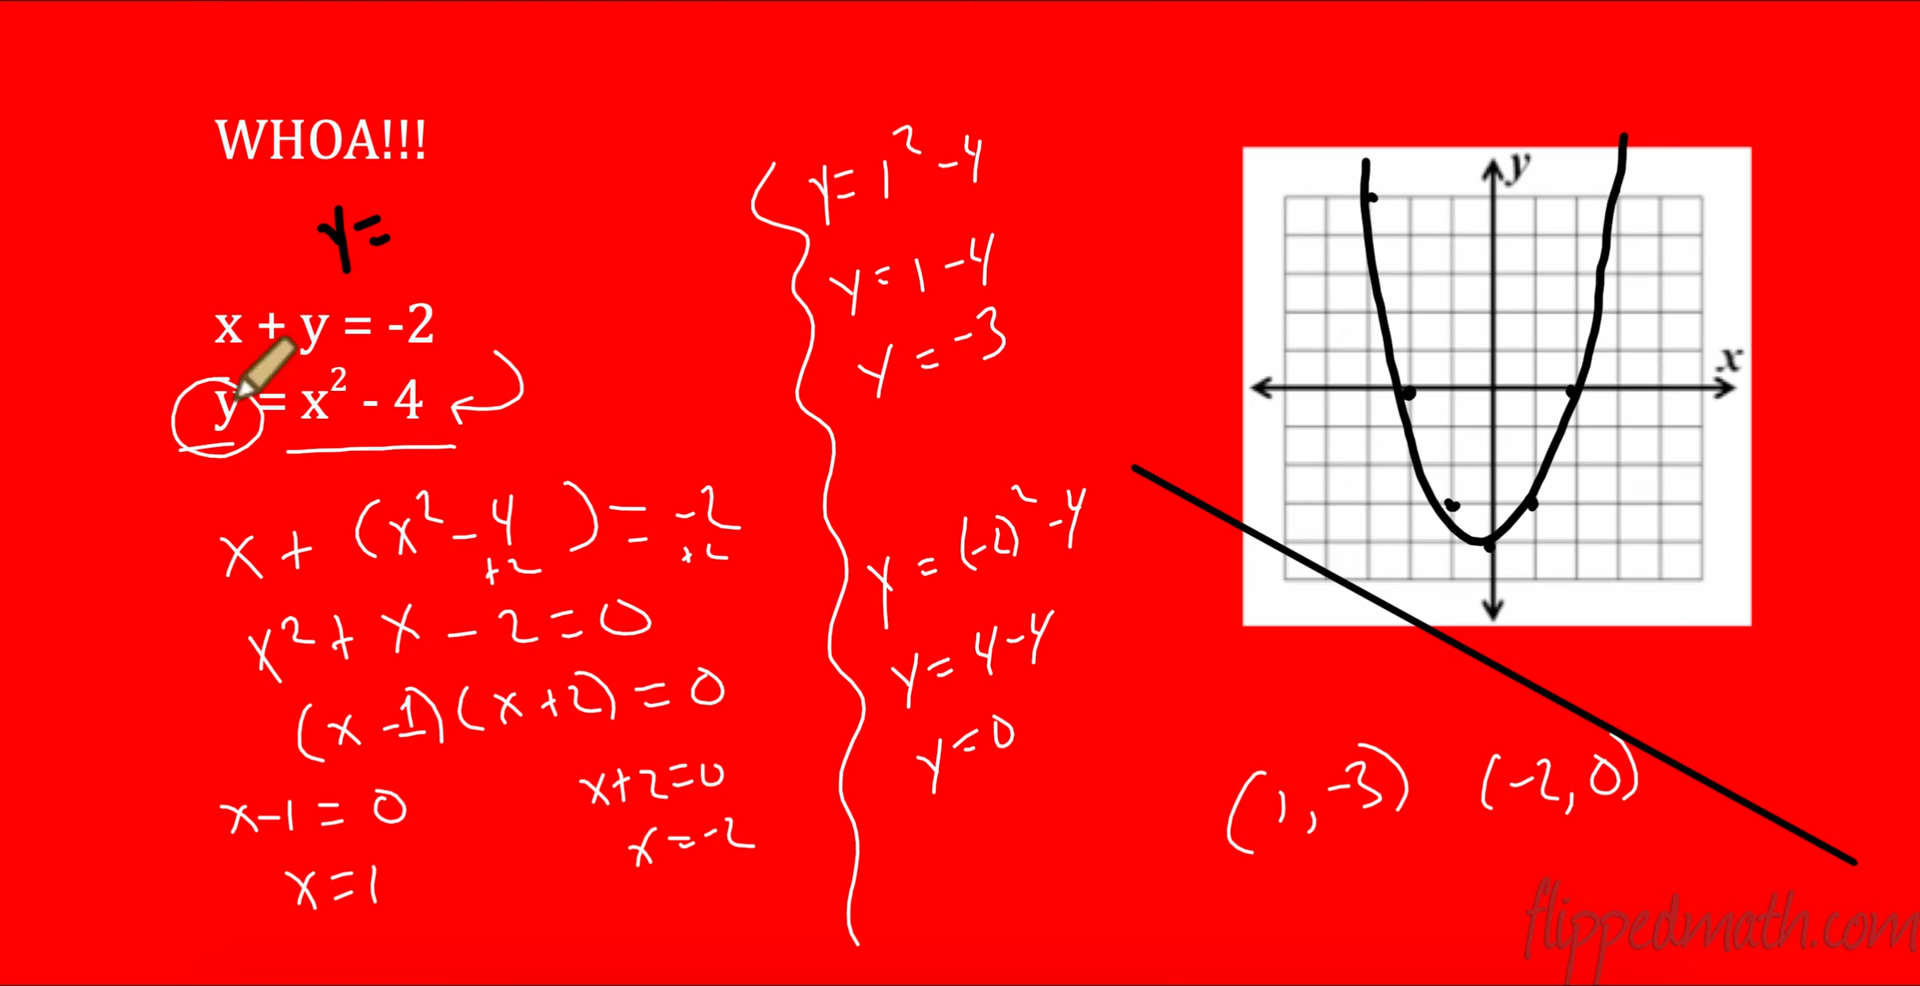 WHOA!!!
y=
x + y = -2
y = x² - 4
x + (x² - 4) = -2
+2 +2
x² + x - 2 = 0
(x - 1)(x + 2) = 0
x - 1 = 0
x = 1
x + 2 = 0
x = -2
y = 1² - 4
y = 1 - 4
y = -3
y = (-2)² - 4
y = 4 - 4
y = 0
y
x
(1, -3) (-2, 0)
flippedmath.com